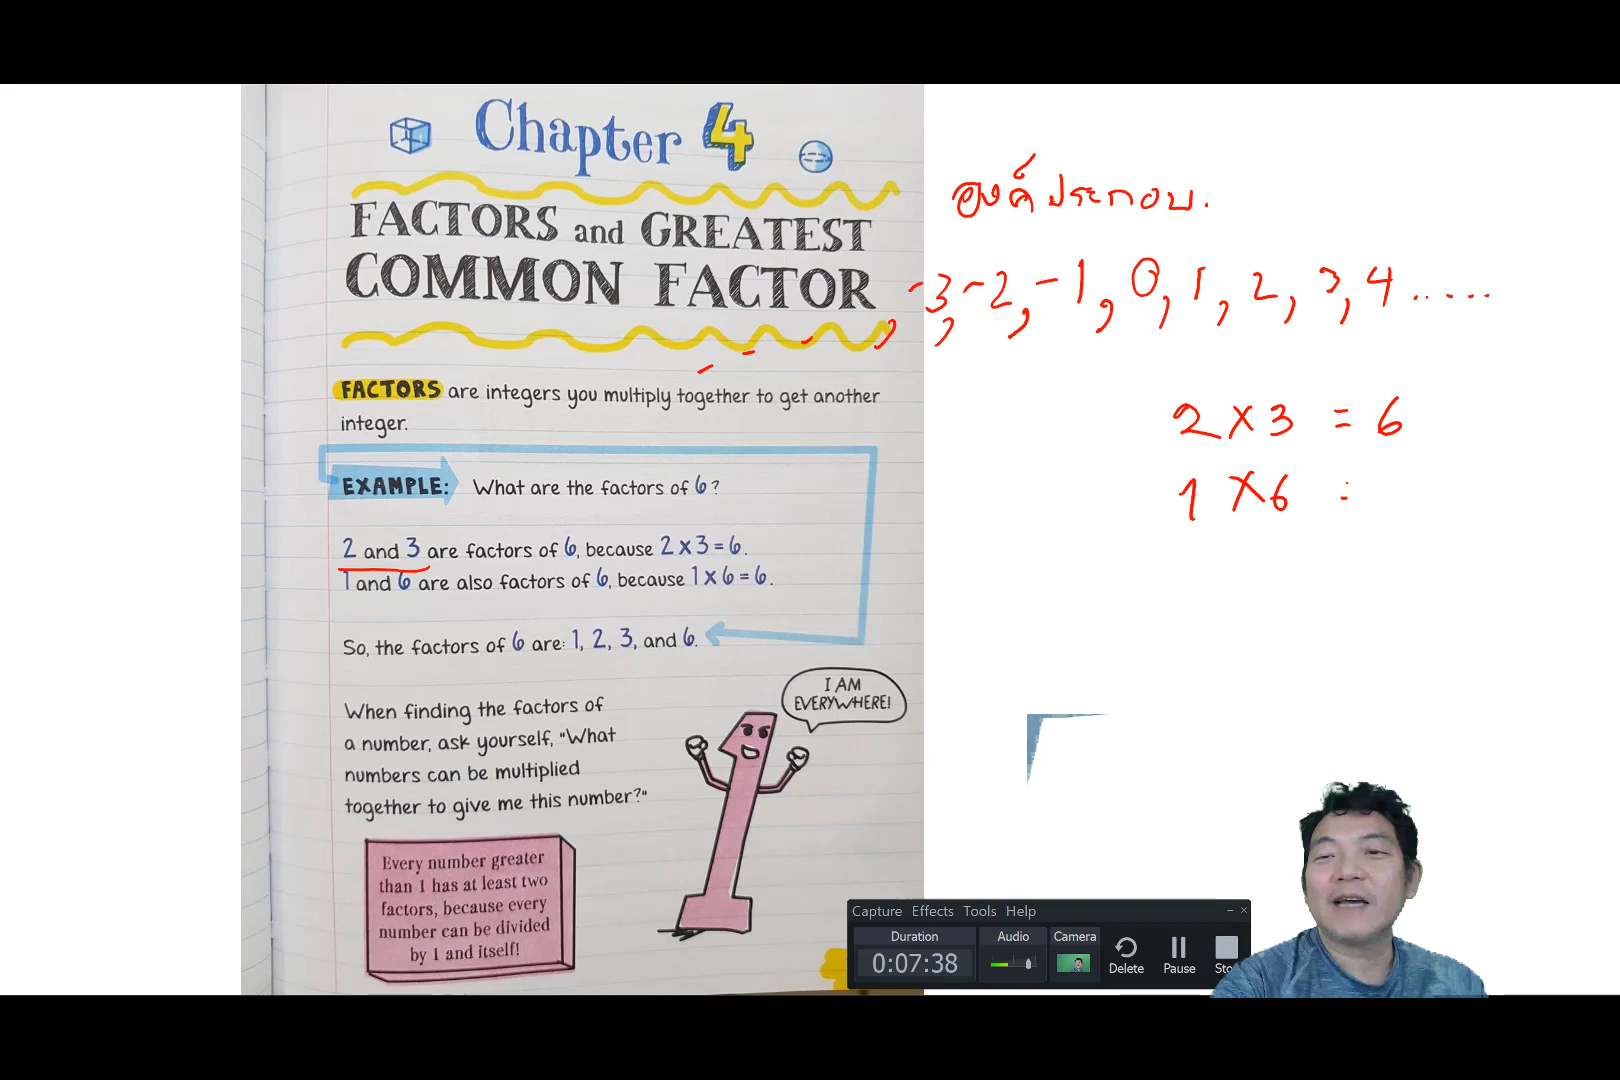 Chapter 4
FACTORS and GREATEST
COMMON FACTOR
FACTORS are integers you multiply together to get another
integer.
EXAMPLE: What are the factors of 6?
2 and 3 are factors of 6, because 2 x 3 = 6.
1 and 6 are also factors of 6, because 1 x 6 = 6.
So, the factors of 6 are: 1, 2, 3, and 6.
When finding the factors of
a number, ask yourself, "What
numbers can be multiplied
together to give me this number?"
I AM
EVERYWHERE!
Every number greater
than 1 has at least two
factors, because every
number can be divided
by 1 and itself!
องค์ประกอบ.
, -3, -2, -1, 0, 1, 2, 3, 4 .....
2 x 3 = 6
1 x 6 =
Capture Effects Tools Help
Duration Audio Camera
0:07:38
Delete Pause Sto